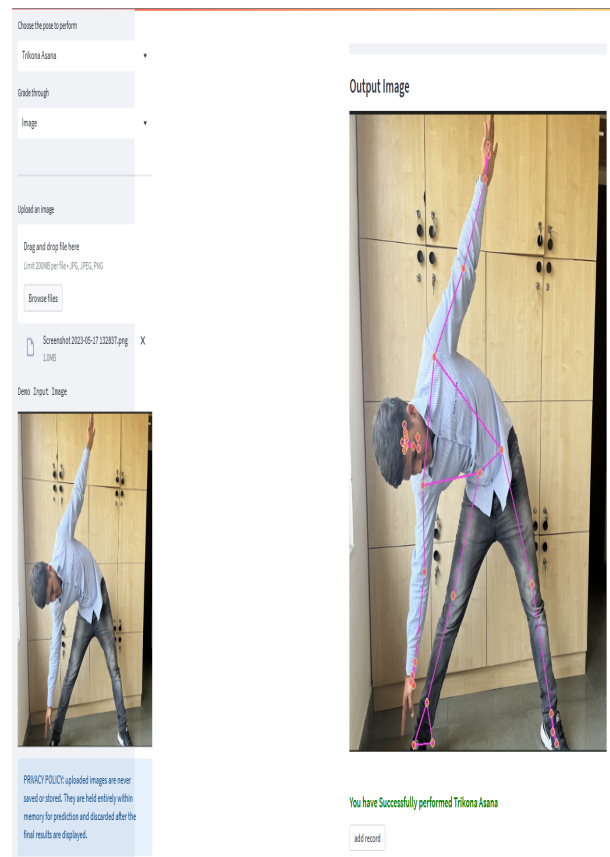 Choose the pose to perform
Trikona Asana
Grade through
Image
Upload an image
Drag and drop file here
Limit 200MB per file • JPG, JPEG, PNG
Browse files
Screenshot 2023-05-17 132837.png
X
1.0MB
Demo Input Image
PRIVACY POLICY: uploaded images are never
saved or stored. They are held entirely within
memory for prediction and discarded after the
final results are displayed.
Output Image
You have Successfully performed Trikona Asana
add record